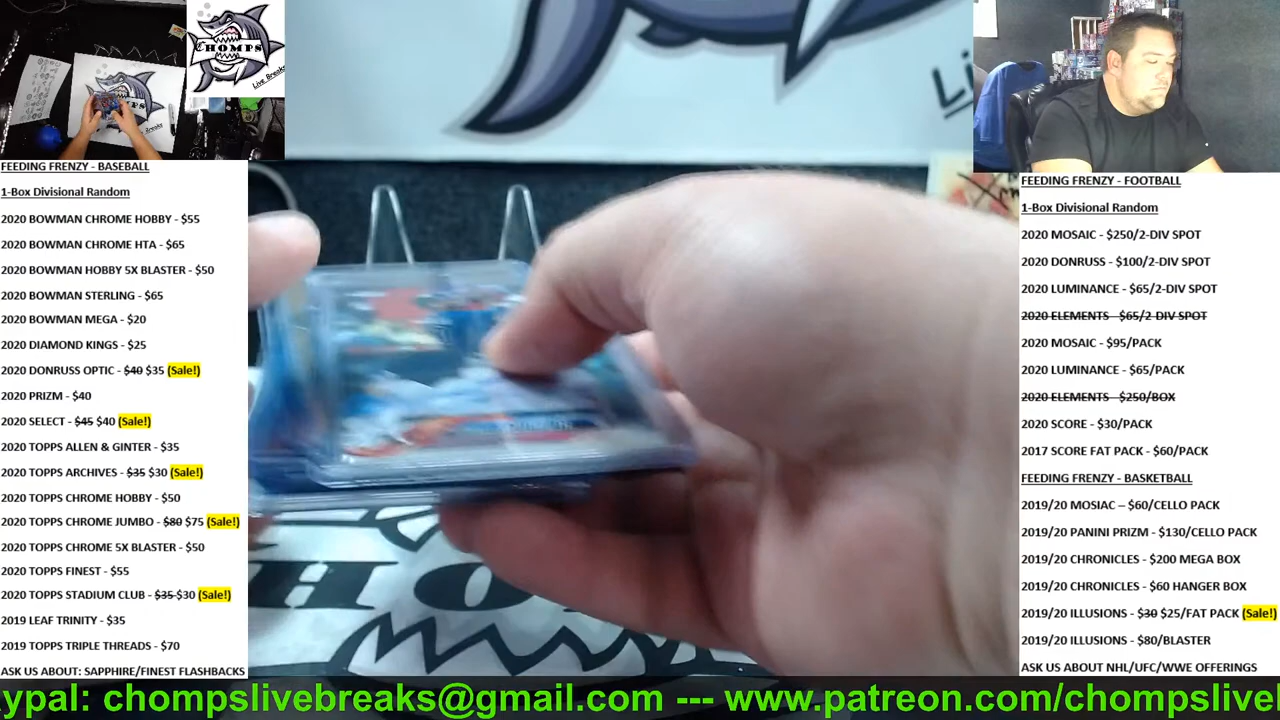 CHOMPS
Live Breaks
FEEDING FRENZY - BASEBALL
1-Box Divisional Random
2020 BOWMAN CHROME HOBBY - $55
2020 BOWMAN CHROME HTA - $65
2020 BOWMAN HOBBY 5X BLASTER - $50
2020 BOWMAN STERLING - $65
2020 BOWMAN MEGA - $20
2020 DIAMOND KINGS - $25
2020 DONRUSS OPTIC - $40 $35 (Sale!)
2020 PRIZM - $40
2020 SELECT - $45 $40 (Sale!)
2020 TOPPS ALLEN & GINTER - $35
2020 TOPPS ARCHIVES - $35 $30 (Sale!)
2020 TOPPS CHROME HOBBY - $50
2020 TOPPS CHROME JUMBO - $80 $75 (Sale!)
2020 TOPPS CHROME 5X BLASTER - $50
2020 TOPPS FINEST - $55
2020 TOPPS STADIUM CLUB - $35 $30 (Sale!)
2019 LEAF TRINITY - $35
2019 TOPPS TRIPLE THREADS - $70
ASK US ABOUT: SAPPHIRE/FINEST FLASHBACKS
FEEDING FRENZY - FOOTBALL
1-Box Divisional Random
2020 MOSAIC - $250/2-DIV SPOT
2020 DONRUSS - $100/2-DIV SPOT
2020 LUMINANCE - $65/2-DIV SPOT
2020 ELEMENTS - $65/2-DIV SPOT
2020 MOSAIC - $95/PACK
2020 LUMINANCE - $65/PACK
2020 ELEMENTS - $250/BOX
2020 SCORE - $30/PACK
2017 SCORE FAT PACK - $60/PACK
FEEDING FRENZY - BASKETBALL
2019/20 MOSIAC – $60/CELLO PACK
2019/20 PANINI PRIZM - $130/CELLO PACK
2019/20 CHRONICLES - $200 MEGA BOX
2019/20 CHRONICLES - $60 HANGER BOX
2019/20 ILLUSIONS - $30 $25/FAT PACK (Sale!)
2019/20 ILLUSIONS - $80/BLASTER
ASK US ABOUT NHL/UFC/WWE OFFERINGS
ypal: chompslivebreaks@gmail.com --- www.patreon.com/chompslivel